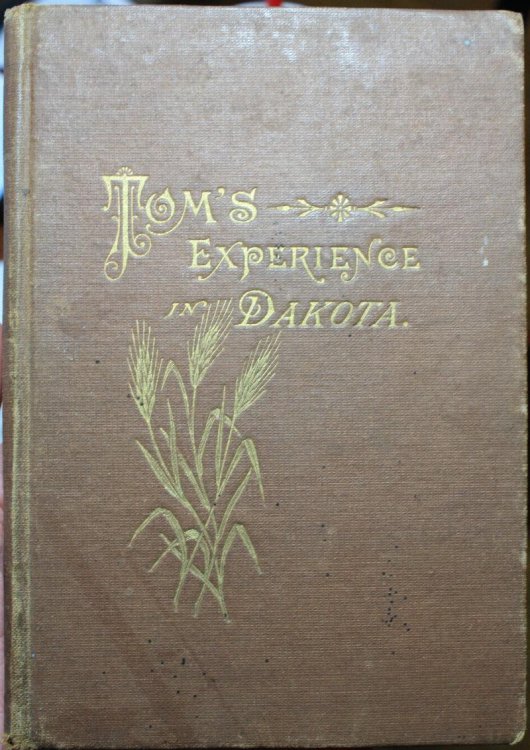 Tom's
Experience
in Dakota.